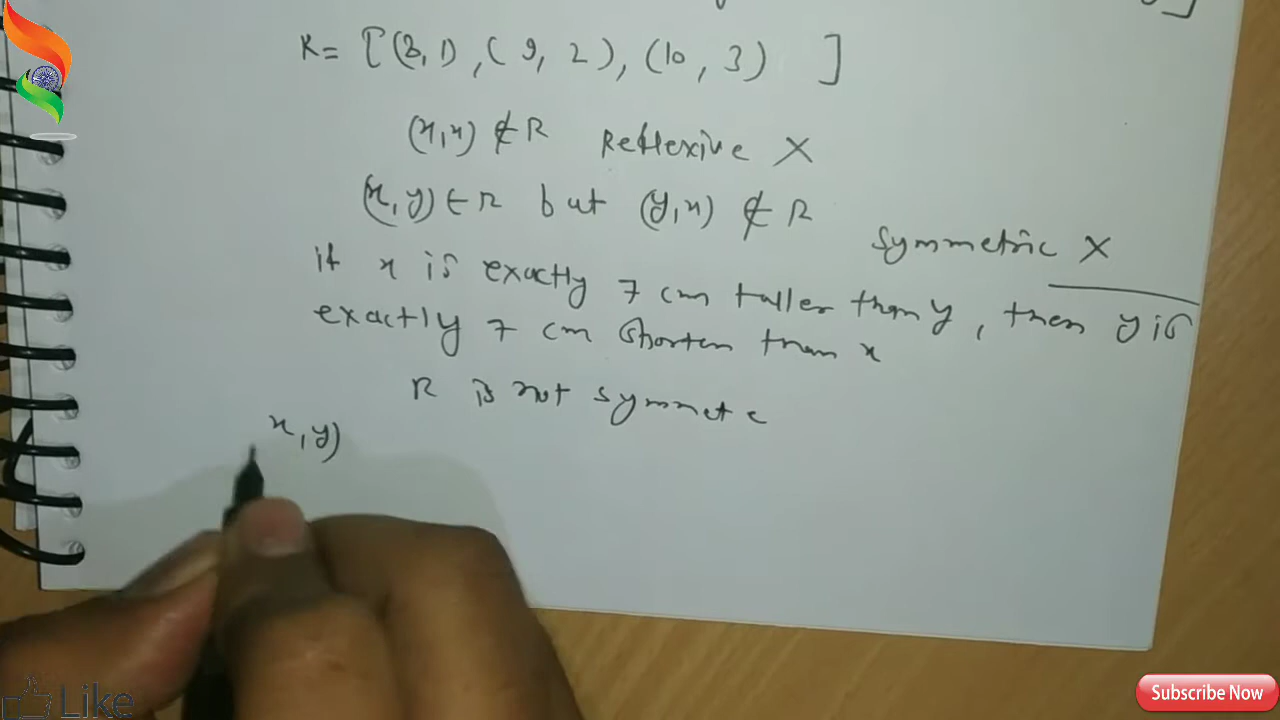 R = [(8,1), (9, 2), (10, 3) ]
(x,x) ∉ R Reflexive X
(x,y) ∈ R but (y,x) ∉ R
Symmetric X
if x is exactly 7 cm taller than y, then y is
exactly 7 cm shorter than x
R is not symmetc
x,y)
Like
Subscribe Now